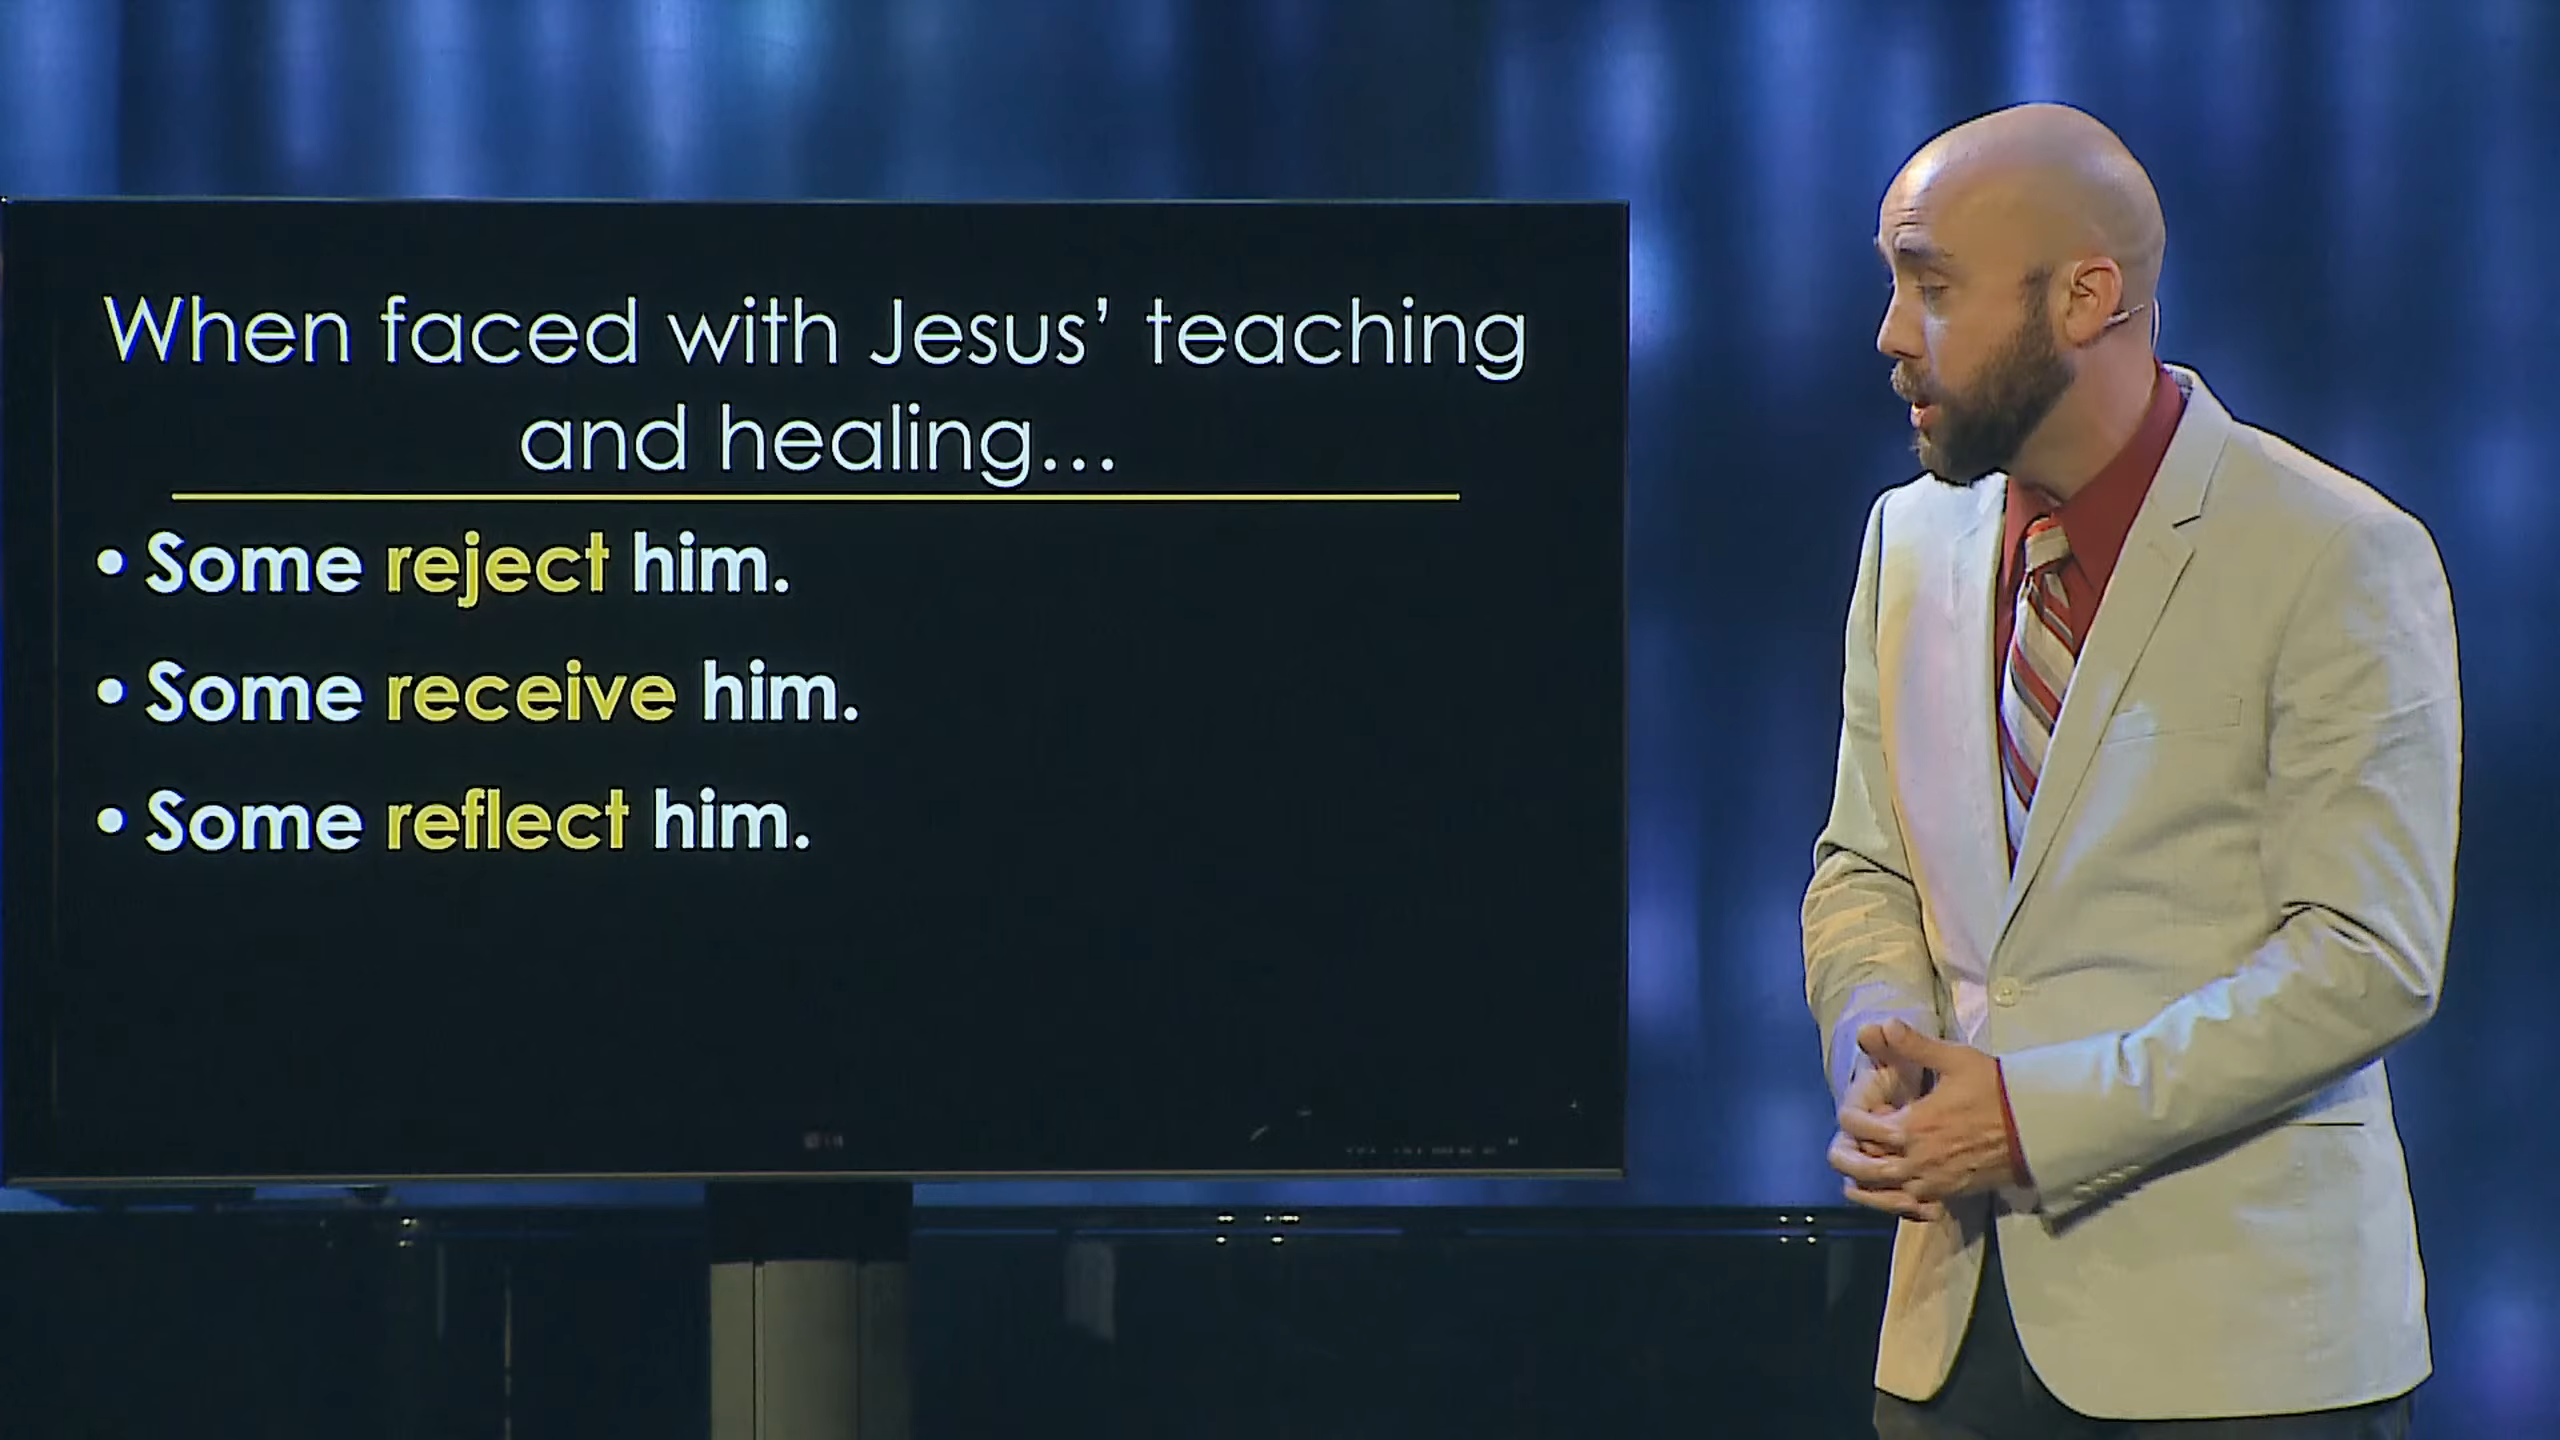 When faced with Jesus’ teaching
and healing…
• Some reject him.
• Some receive him.
• Some reflect him.